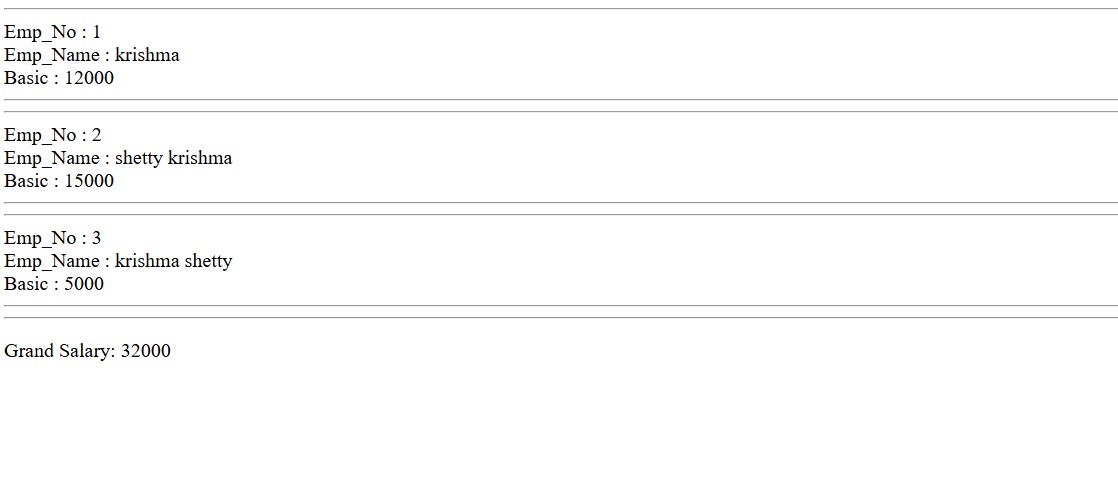 Emp_No : 1
Emp_Name : krishma
Basic : 12000
Emp_No : 2
Emp_Name : shetty krishma
Basic : 15000
Emp_No : 3
Emp_Name : krishma shetty
Basic : 5000
Grand Salary: 32000